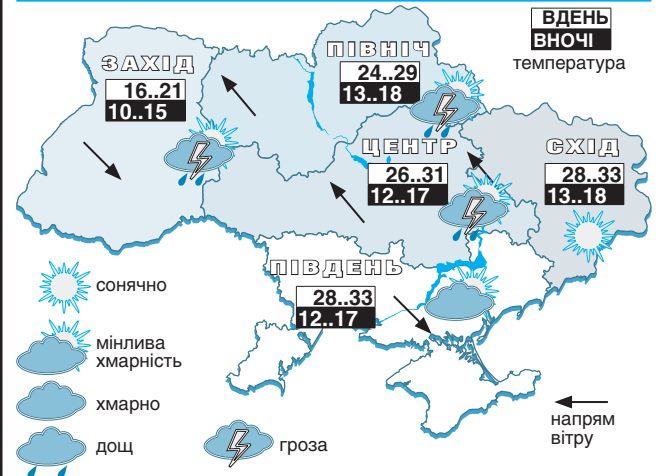 ВДЕНЬ
ВНОЧІ
температура
ЗАХІД
16..21
10..15
ПІВНІЧ
24..29
13..18
ЦЕНТР
26..31
12..17
СХІД
28..33
13..18
ПІВДЕНЬ
28..33
12..17
сонячно
мінлива
хмарність
хмарно
дощ
гроза
напрям
вітру